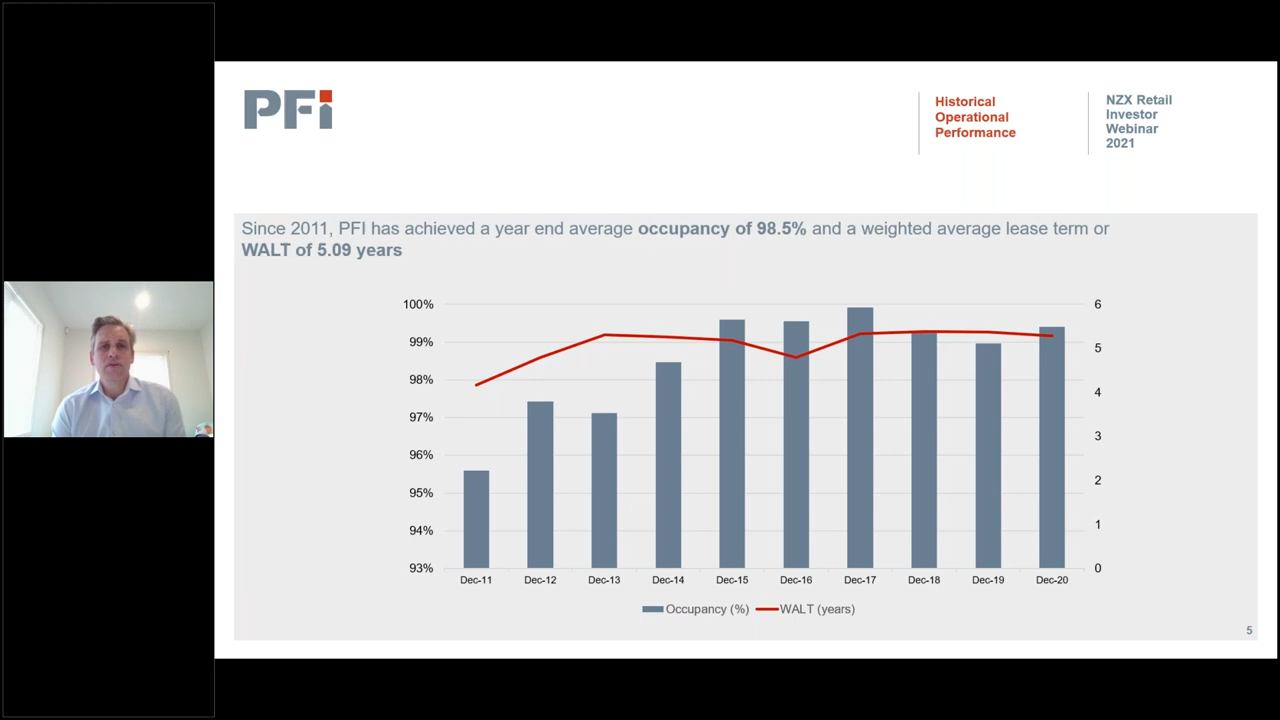 PFi
Historical
Operational
Performance
NZX Retail
Investor
Webinar
2021
Since 2011, PFI has achieved a year end average occupancy of 98.5% and a weighted average lease term or
WALT of 5.09 years
100%
99%
98%
97%
96%
95%
94%
93%
6
5
4
3
2
1
0
Dec-11 Dec-12 Dec-13 Dec-14 Dec-15 Dec-16 Dec-17 Dec-18 Dec-19 Dec-20
Occupancy (%) WALT (years)
5